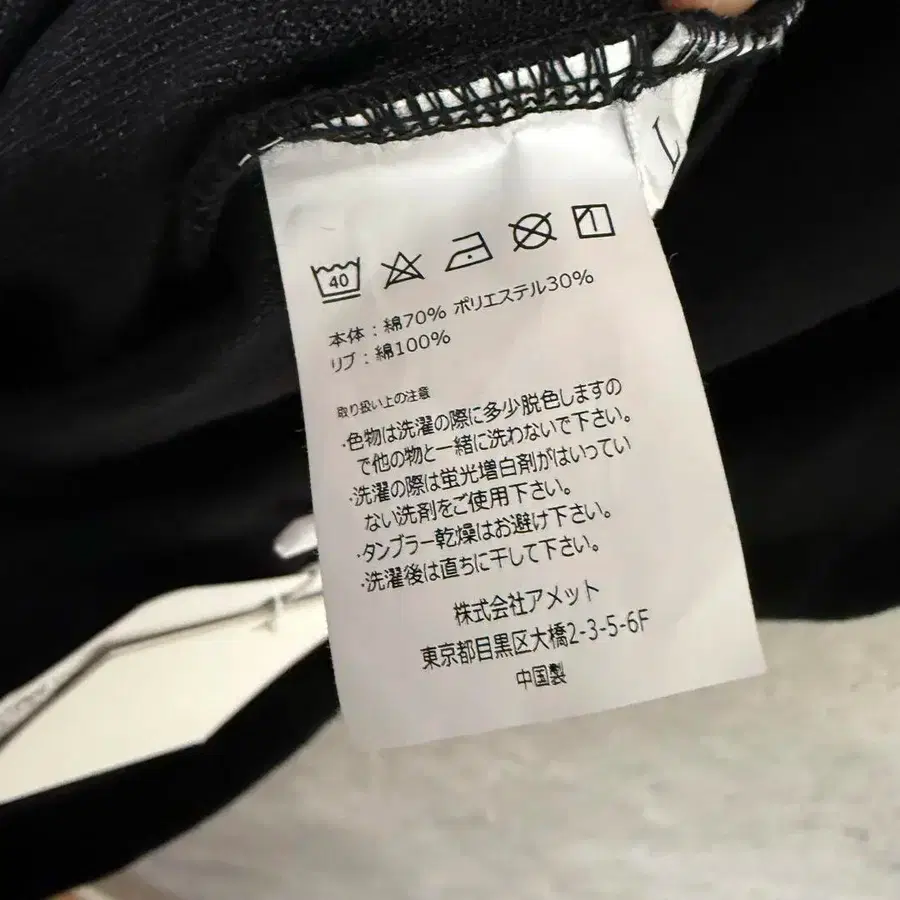 L
40
本体：綿70% ポリエステル30%
リブ：綿100%
取り扱い上の注意
・色物は洗濯の際に多少脱色しますの
で他の物と一緒に洗わないで下さい。
・洗濯の際は蛍光増白剤がはいってい
ない洗剤をご使用下さい。
・タンブラー乾燥はお避け下さい。
・洗濯後は直ちに干して下さい。
株式会社アメット
東京都目黒区大橋2-3-5-6F
中国製